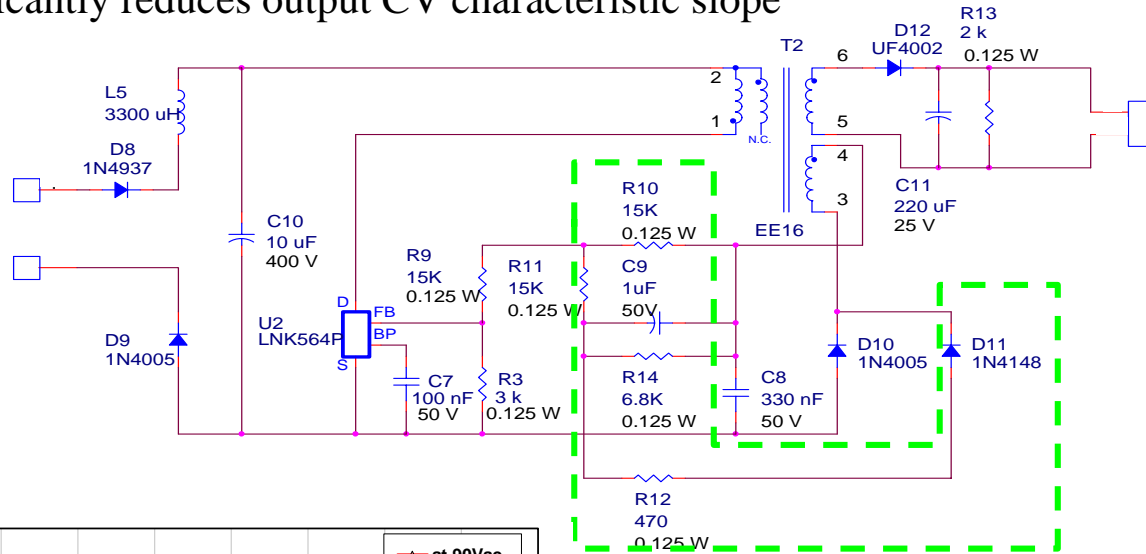 icantly reduces output CV characteristic slope
R13
2 k
0.125 W
D12
UF4002
T2
6
2
L5
3300 uH
1
5
N.C.
4
D8
1N4937
3
C11
220 uF
25 V
R10
15K
0.125 W
EE16
C10
10 uF
400 V
R9
15K
0.125 W
R11
15K
0.125 W
C9
1uF
50V
D
FB
BP
S
U2
LNK564P
D9
1N4005
D10
1N4005
D11
1N4148
C7
100 nF
50 V
R3
3 k
0.125 W
R14
6.8K
0.125 W
C8
330 nF
50 V
R12
470
0.125 W
at 90Vac